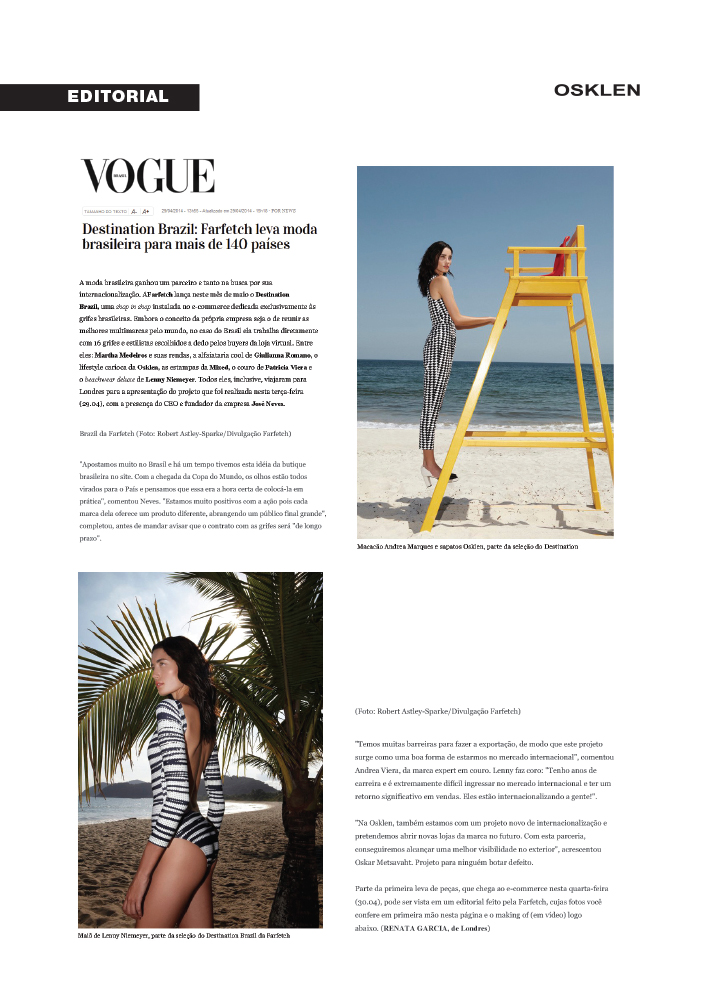 EDITORIAL
OSKLEN
VOGUE
BRASIL
TAMANHO DO TEXTO A- A+
29/04/2014 - 13H55 - Atualizado em 29/04/2014 - 15h18 - POR
Destination Brazil: Farfetch leva moda
brasileira para mais de 140 países
A moda brasileira ganhou um parceiro e tanto na busca por sua
internacionalização. AFarfetch lança neste mês de maio o Destination
Brazil, uma shop in shop instalada no e-commerce dedicada exclusivamente às
grifes brasileiras. Embora o conceito da própria empresa seja o de reunir as
melhores multimarcas pelo mundo, no caso do Brasil ela trabalha diretamente
com 16 grifes e estilistas escolhidos a dedo pelos buyers da loja virtual. Entre
eles: Martha Medeiros e suas rendas, a alfaiataria cool de Giulianna Romano, o
lifestyle carioca da Osklen, as estampas da Mixed, o couro de Patricia Viera e
o beachwear deluxe de Lenny Niemeyer. Todos eles, inclusive, viajaram para
Londres para a apresentação do projeto que foi realizada nesta terça-feira
(29.04), com a presença do CEO e fundador da empresa José Neves.
Brazil da Farfetch (Foto: Robert Astley-Sparke/Divulgação Farfetch)
"Apostamos muito no Brasil e há um tempo tivemos esta idéia da butique
brasileira no site. Com a chegada da Copa do Mundo, os olhos estão todos
virados para o País e pensamos que essa era a hora certa de colocá-la em
prática", comentou Neves. "Estamos muito positivos com a ação pois cada
marca dela oferece um produto diferente, abrangendo um público final grande",
completou, antes de mandar avisar que o contrato com as grifes será "de longo
prazo".
Macacão Andrea Marques e sapatos Osklen, parte da seleção do Destination
Maiô de Lenny Niemeyer, parte da seleção do Destination Brazil da Farfetch
(Foto: Robert Astley-Sparke/Divulgação Farfetch)
"Temos muitas barreiras para fazer a exportação, de modo que este projeto
surge como uma boa forma de estarmos no mercado internacional", comentou
Andrea Viera, da marca expert em couro. Lenny faz coro: "Tenho anos de
carreira e é extremamente difícil ingressar no mercado internacional e ter um
retorno significativo em vendas. Eles estão internacionalizando a gente!".
"Na Osklen, também estamos com um projeto novo de internacionalização e
pretendemos abrir novas lojas da marca no futuro. Com esta parceria,
conseguiremos alcançar uma melhor visibilidade no exterior", acrescentou
Oskar Metsavaht. Projeto para ninguém botar defeito.
Parte da primeira leva de peças, que chega ao e-commerce nesta quarta-feira
(30.04), pode ser vista em um editorial feito pela Farfetch, cujas fotos você
confere em primeira mão nesta página e o making of (em vídeo) logo
abaixo. (RENATA GARCIA, de Londres)